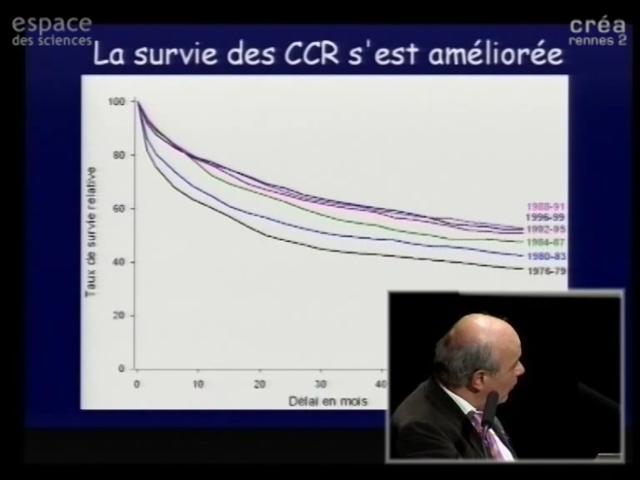 espace
des sciences
créa
rennes 2
La survie des CCR s'est améliorée
Taux de survie relative
100
80
60
40
20
0
0
10
20
30
40
Délai en mois
1988-91
1996-99
1992-95
1984-87
1980-83
1976-79